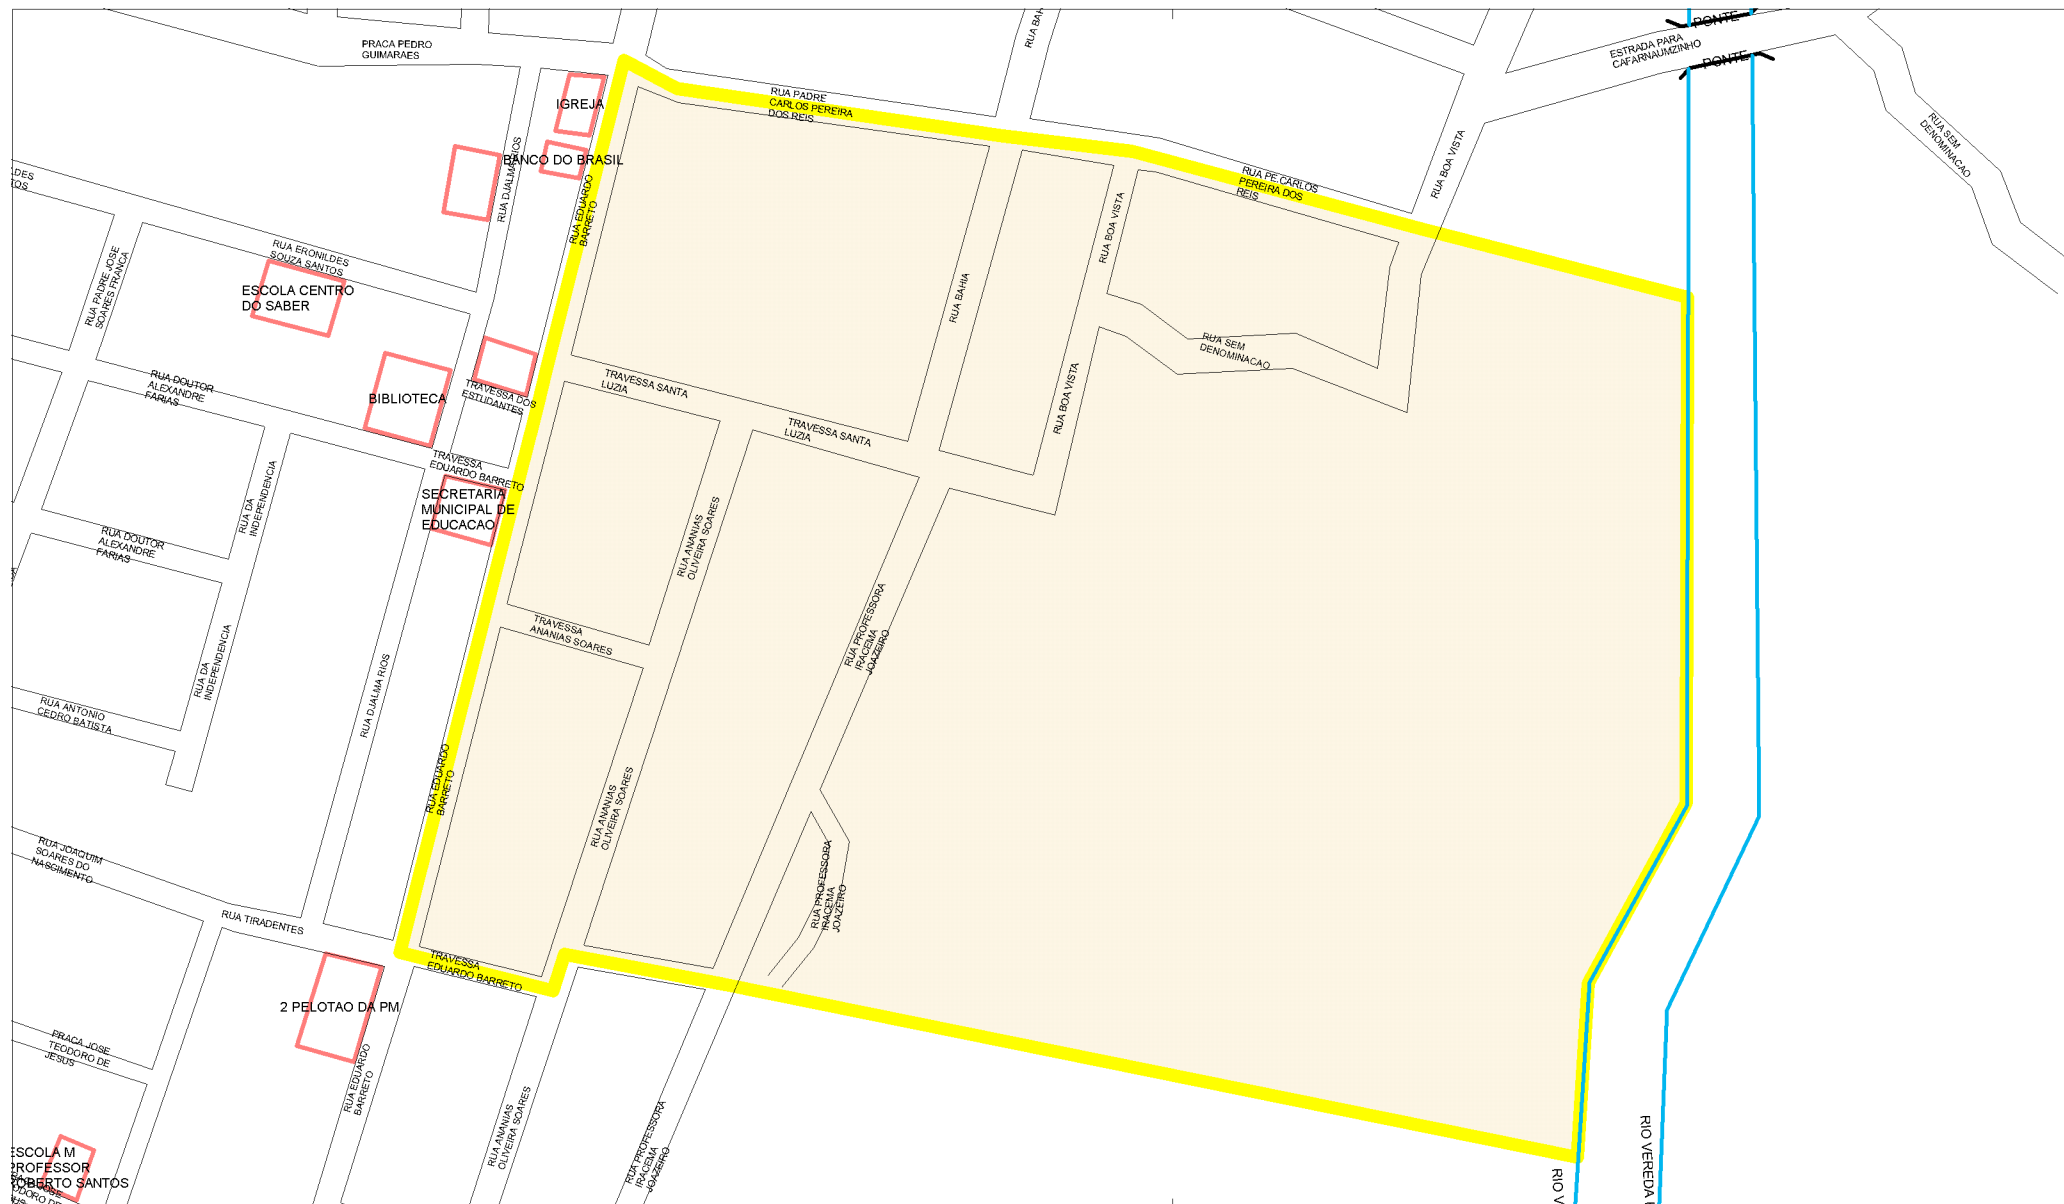 PRACA PEDRO
GUIMARAES
IGREJA
BANCO DO BRASIL
RUA DJALMA RIOS
RUA EDUARDO
BARRETO
RUA PADRE
CARLOS PEREIRA
DOS REIS
PONTE
ESTRADA PARA
CAFARNAUMZINHO
PONTE
RUA SEM
DENOMINACAO
RUA BOA VISTA
RUA PE.CARLOS
PEREIRA DOS
REIS
RUA BOA VISTA
RUA ERONILDES
SOUZA SANTOS
RUA PADRE JOSE
SOARES FRANCA
ESCOLA CENTRO
DO SABER
RUA BAHIA
RUA SEM
DENOMINACAO
RUA DOUTOR
ALEXANDRE
FARIAS
BIBLIOTECA
TRAVESSA DOS
ESTUDANTES
TRAVESSA SANTA
LUZIA
TRAVESSA SANTA
LUZIA
RUA BOA VISTA
TRAVESSA
EDUARDO BARRETO
SECRETARIA
MUNICIPAL DE
EDUCACAO
RUA DA
INDEPENDENCIA
RUA DOUTOR
ALEXANDRE
FARIAS
RUA ANANIAS
OLIVEIRA SOARES
RUA PROFESSORA
IRACEMA
JOAZEIRO
TRAVESSA
ANANIAS SOARES
RUA DA
INDEPENDENCIA
RUA DJALMA RIOS
RUA ANTONIO
CEDRO BATISTA
RUA EDUARDO
BARRETO
RUA ANANIAS
OLIVEIRA SOARES
RUA JOAQUIM
SOARES DO
NASCIMENTO
RUA PROFESSORA
IRACEMA
JOAZEIRO
RUA TIRADENTES
TRAVESSA
EDUARDO BARRETO
2 PELOTAO DA PM
PRACA JOSE
TEODORO DE
JESUS
RUA EDUARDO
BARRETO
RUA ANANIAS
OLIVEIRA SOARES
RUA PROFESSORA
IRACEMA
JOAZEIRO
RIO V
RIO VEREDA
ESCOLA M
PROFESSOR
ROBERTO SANTOS